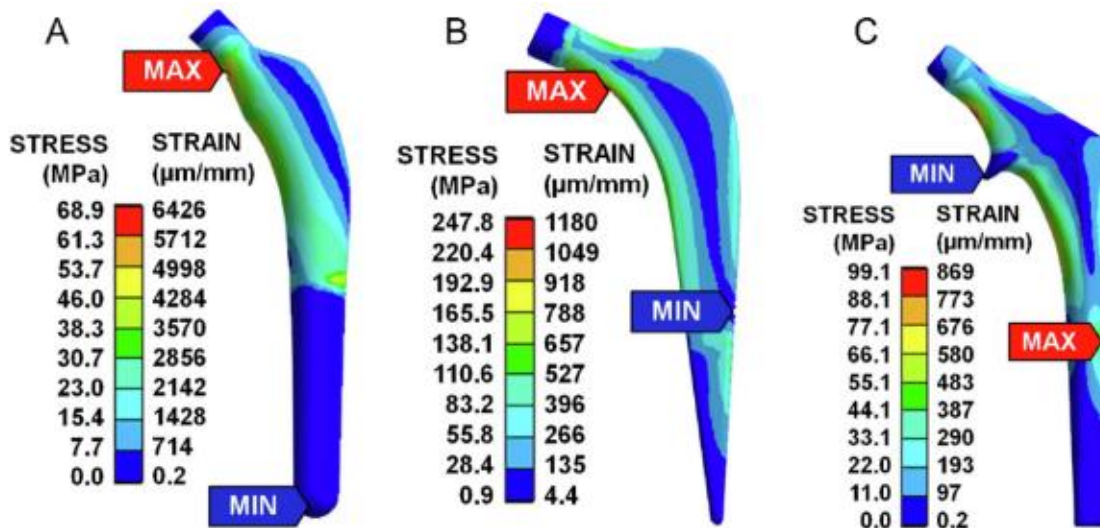 A
MAX
STRESS STRAIN
(MPa) (µm/mm)
68.9 6426
61.3 5712
53.7 4998
46.0 4284
38.3 3570
30.7 2856
23.0 2142
15.4 1428
7.7 714
0.0 0.2
MIN
B
MAX
STRESS STRAIN
(MPa) (µm/mm)
247.8 1180
220.4 1049
192.9 918
165.5 788
138.1 657
110.6 527
83.2 396
55.8 266
28.4 135
0.9 4.4
MIN
C
MIN
STRESS STRAIN
(MPa) (µm/mm)
99.1 869
88.1 773
77.1 676
66.1 580
55.1 483
44.1 387
33.1 290
22.0 193
11.0 97
0.0 0.2
MAX